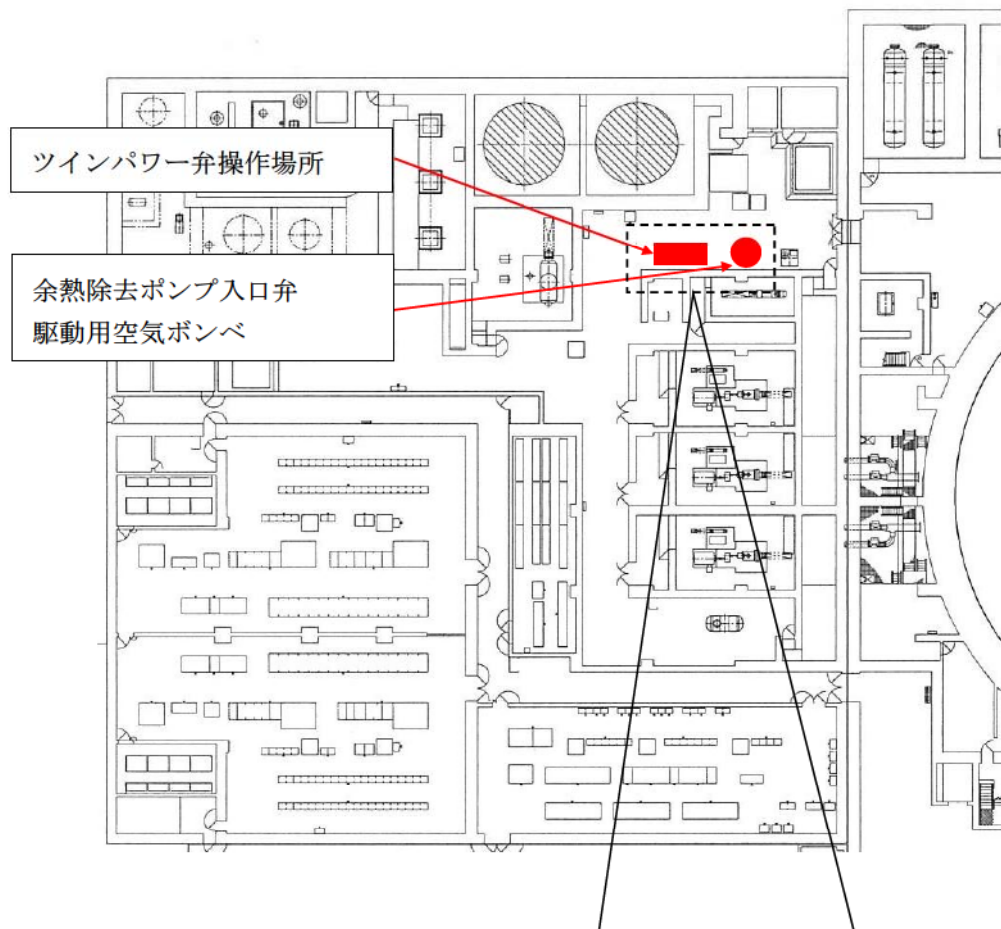 ツインパワー弁操作場所
余熱除去ポンプ入口弁
駆動用空気ボンベ